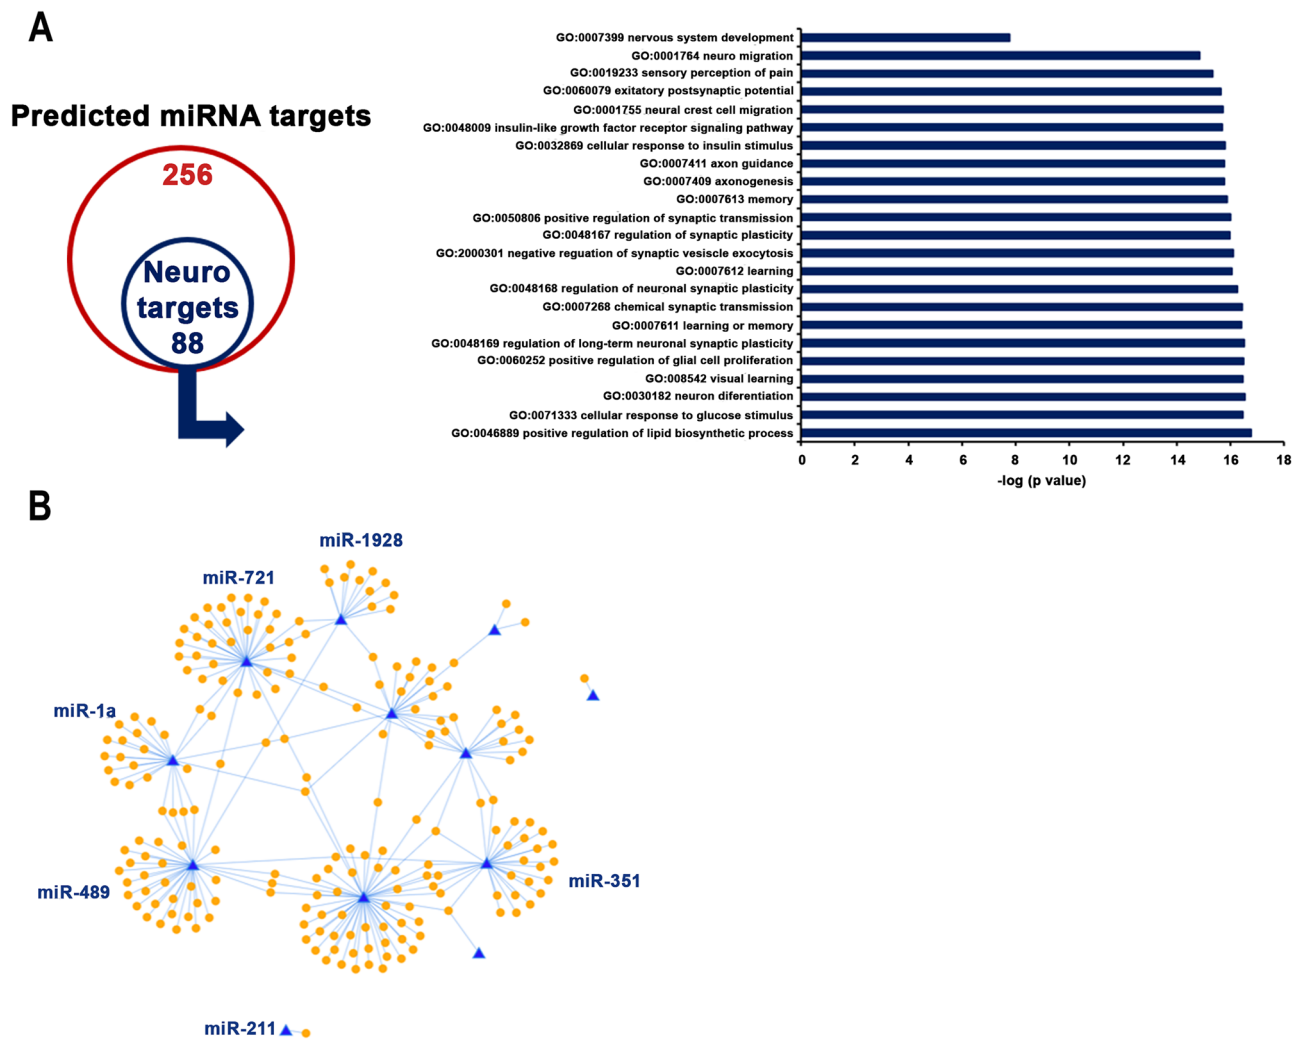 A
Predicted miRNA targets
256
Neuro
targets
88
GO:0007399 nervous system development
GO:0001764 neuro migration
GO:0019233 sensory perception of pain
GO:0060079 exitatory postsynaptic potential
GO:0001755 neural crest cell migration
GO:0048009 insulin-like growth factor receptor signaling pathway
GO:0032869 cellular response to insulin stimulus
GO:0007411 axon guidance
GO:0007409 axonogenesis
GO:0007613 memory
GO:0050806 positive regulation of synaptic transmission
GO:0048167 regulation of synaptic plasticity
GO:2000301 negative reguation of synaptic vesiscle exocytosis
GO:0007612 learning
GO:0048168 regulation of neuronal synaptic plasticity
GO:0007268 chemical synaptic transmission
GO:0007611 learning or memory
GO:0048169 regulation of long-term neuronal synaptic plasticity
GO:0060252 positive regulation of glial cell proliferation
GO:008542 visual learning
GO:0030182 neuron diferentiation
GO:0071333 cellular response to glucose stimulus
GO:0046889 positive regulation of lipid biosynthetic process
0 2 4 6 8 10 12 14 16 18
-log (p value)
B
miR-1928
miR-721
miR-1a
miR-489
miR-351
miR-211